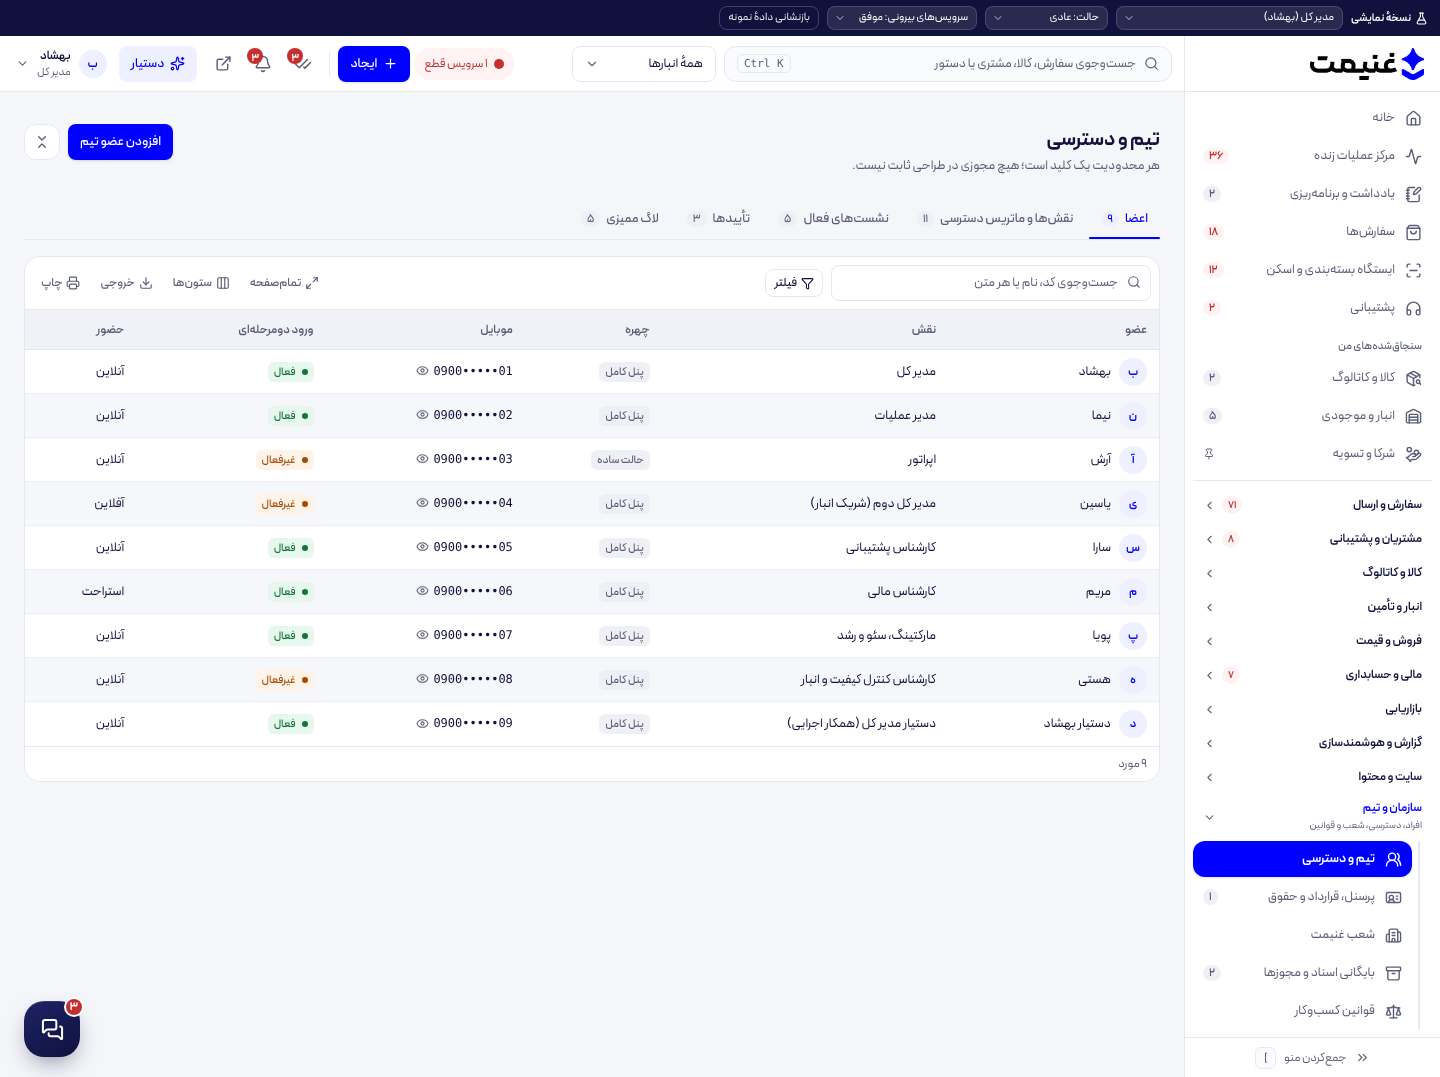 نسخهٔ نمایشی
مدیر کل (بهشاد)
حالت: عادی
سرویس‌های بیرونی: موفق
بازنشانی دادهٔ نمونه
غنیمت
جست‌وجوی سفارش، کالا، مشتری یا دستور
Ctrl K
همهٔ انبارها
۱ سرویس قطع
ایجاد
۳
۳
دستیار
ب
بهشاد
مدیر کل
خانه
مرکز عملیات زنده ۳۶
یادداشت و برنامه‌ریزی ۲
سفارش‌ها ۱۸
ایستگاه بسته‌بندی و اسکن ۱۲
پشتیبانی ۲
سنجاق‌شده‌های من
کالا و کاتالوگ ۲
انبار و موجودی ۵
شرکا و تسویه
سفارش و ارسال ۷۱
مشتریان و پشتیبانی ۸
کالا و کاتالوگ
انبار و تأمین
فروش و قیمت
مالی و حسابداری ۷
بازاریابی
گزارش و هوشمندسازی
سایت و محتوا
سازمان و تیم
افراد، دسترسی، شعب و قوانین
تیم و دسترسی
پرسنل، قرارداد و حقوق ۱
شعب غنیمت
بایگانی اسناد و مجوزها ۲
قوانین کسب‌وکار
جمع‌کردن منو [
تیم و دسترسی
هر محدودیت یک کلید است؛ هیچ مجوزی در طراحی ثابت نیست.
افزودن عضو تیم
اعضا ۹ نقش‌ها و ماتریس دسترسی ۱۱ نشست‌های فعال ۵ تأییدها ۳ لاگ ممیزی ۵
جست‌وجوی کد، نام یا هر متن
فیلتر
تمام‌صفحه ستون‌ها خروجی چاپ
عضو نقش چهره موبایل ورود دومرحله‌ای حضور
ب بهشاد مدیر کل پنل کامل 0900•••••01 فعال آنلاین
ن نیما مدیر عملیات پنل کامل 0900•••••02 فعال آنلاین
آ آرش اپراتور حالت ساده 0900•••••03 غیرفعال آنلاین
ی یاسین مدیر کل دوم (شریک انبار) پنل کامل 0900•••••04 غیرفعال آفلاین
س سارا کارشناس پشتیبانی پنل کامل 0900•••••05 فعال آنلاین
م مریم کارشناس مالی پنل کامل 0900•••••06 فعال استراحت
پ پویا مارکتینگ، سئو و رشد پنل کامل 0900•••••07 فعال آنلاین
ه هستی کارشناس کنترل کیفیت و انبار پنل کامل 0900•••••08 غیرفعال آنلاین
د دستیار بهشاد دستیار مدیر کل (همکار اجرایی) پنل کامل 0900•••••09 فعال آنلاین
۹ مورد
۳